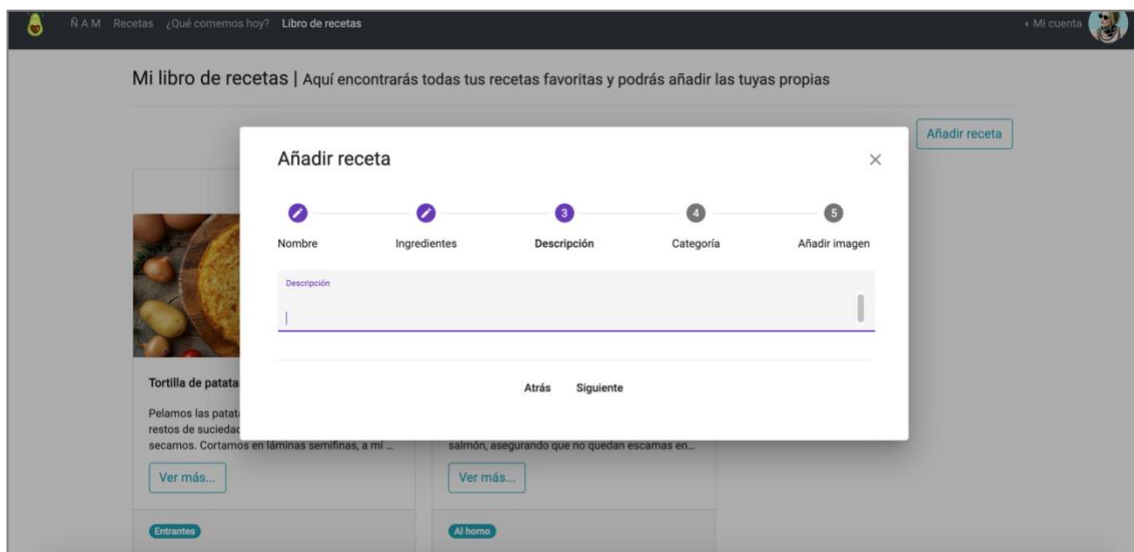 Ñ A M Recetas ¿Qué comemos hoy? Libro de recetas
Mi cuenta
Mi libro de recetas | Aquí encontrarás todas tus recetas favoritas y podrás añadir las tuyas propias
Añadir receta
Añadir receta
3
4
5
Nombre
Ingredientes
Descripción
Categoría
Añadir imagen
Descripción
Atrás
Siguiente
Tortilla de patata
Pelamos las patat
restos de suciedad
secamos. Cortamos en láminas semifinas, a mí ...
Ver más...
Entrantes
salmón, asegurando que no quedan escamas en...
Ver más...
Al horno